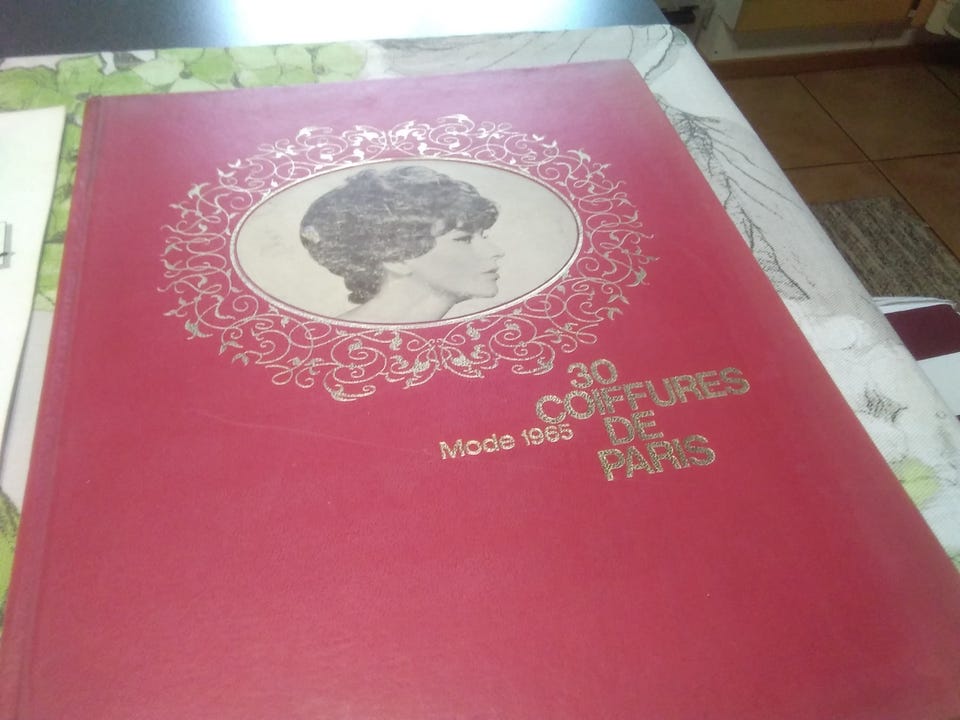 30
COIFFURES
DE
PARIS
Mode 1965